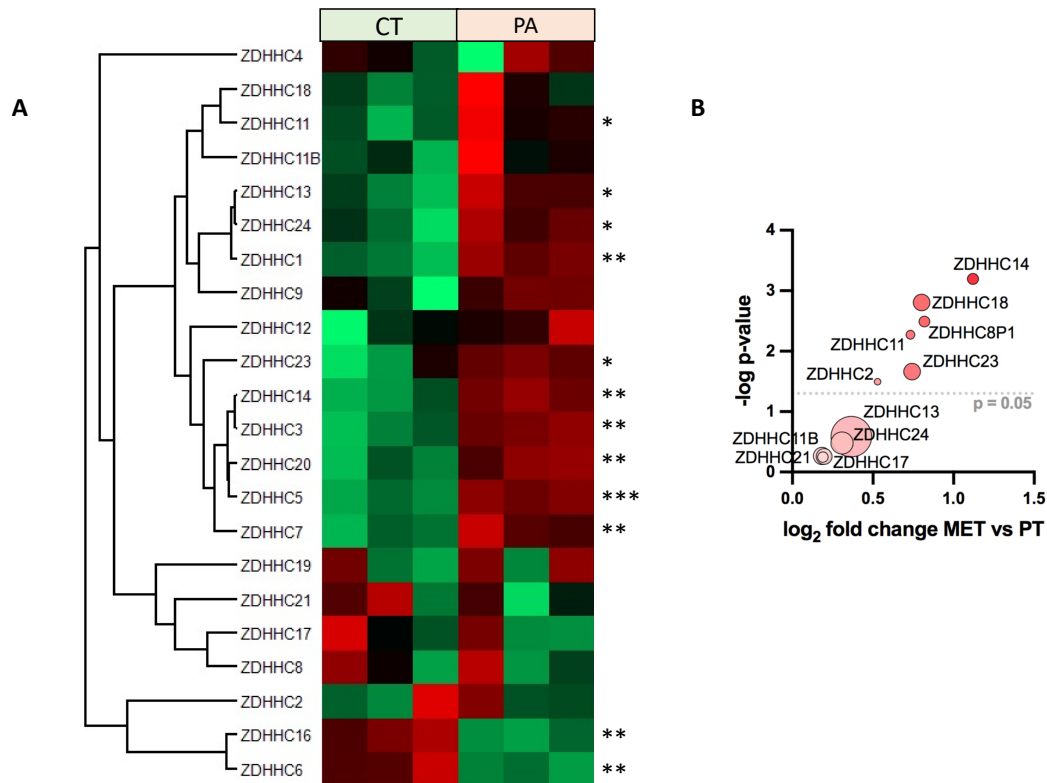 CT PA
A
B
ZDHHC4
ZDHHC18
ZDHHC11 *
ZDHHC11B
ZDHHC13 *
ZDHHC24 *
ZDHHC1 **
ZDHHC9
ZDHHC12
ZDHHC23 *
ZDHHC14 **
ZDHHC3 **
ZDHHC20 **
ZDHHC5 ***
ZDHHC7 **
ZDHHC19
ZDHHC21
ZDHHC17
ZDHHC8
ZDHHC2
ZDHHC16 **
ZDHHC6 **
-log p-value
4
3
2
1
0
ZDHHC14
ZDHHC18
ZDHHC8P1
ZDHHC11
ZDHHC23
ZDHHC2
p = 0.05
ZDHHC13
ZDHHC24
ZDHHC11B
ZDHHC21
ZDHHC17
0.0 0.5 1.0 1.5
log2 fold change MET vs PT